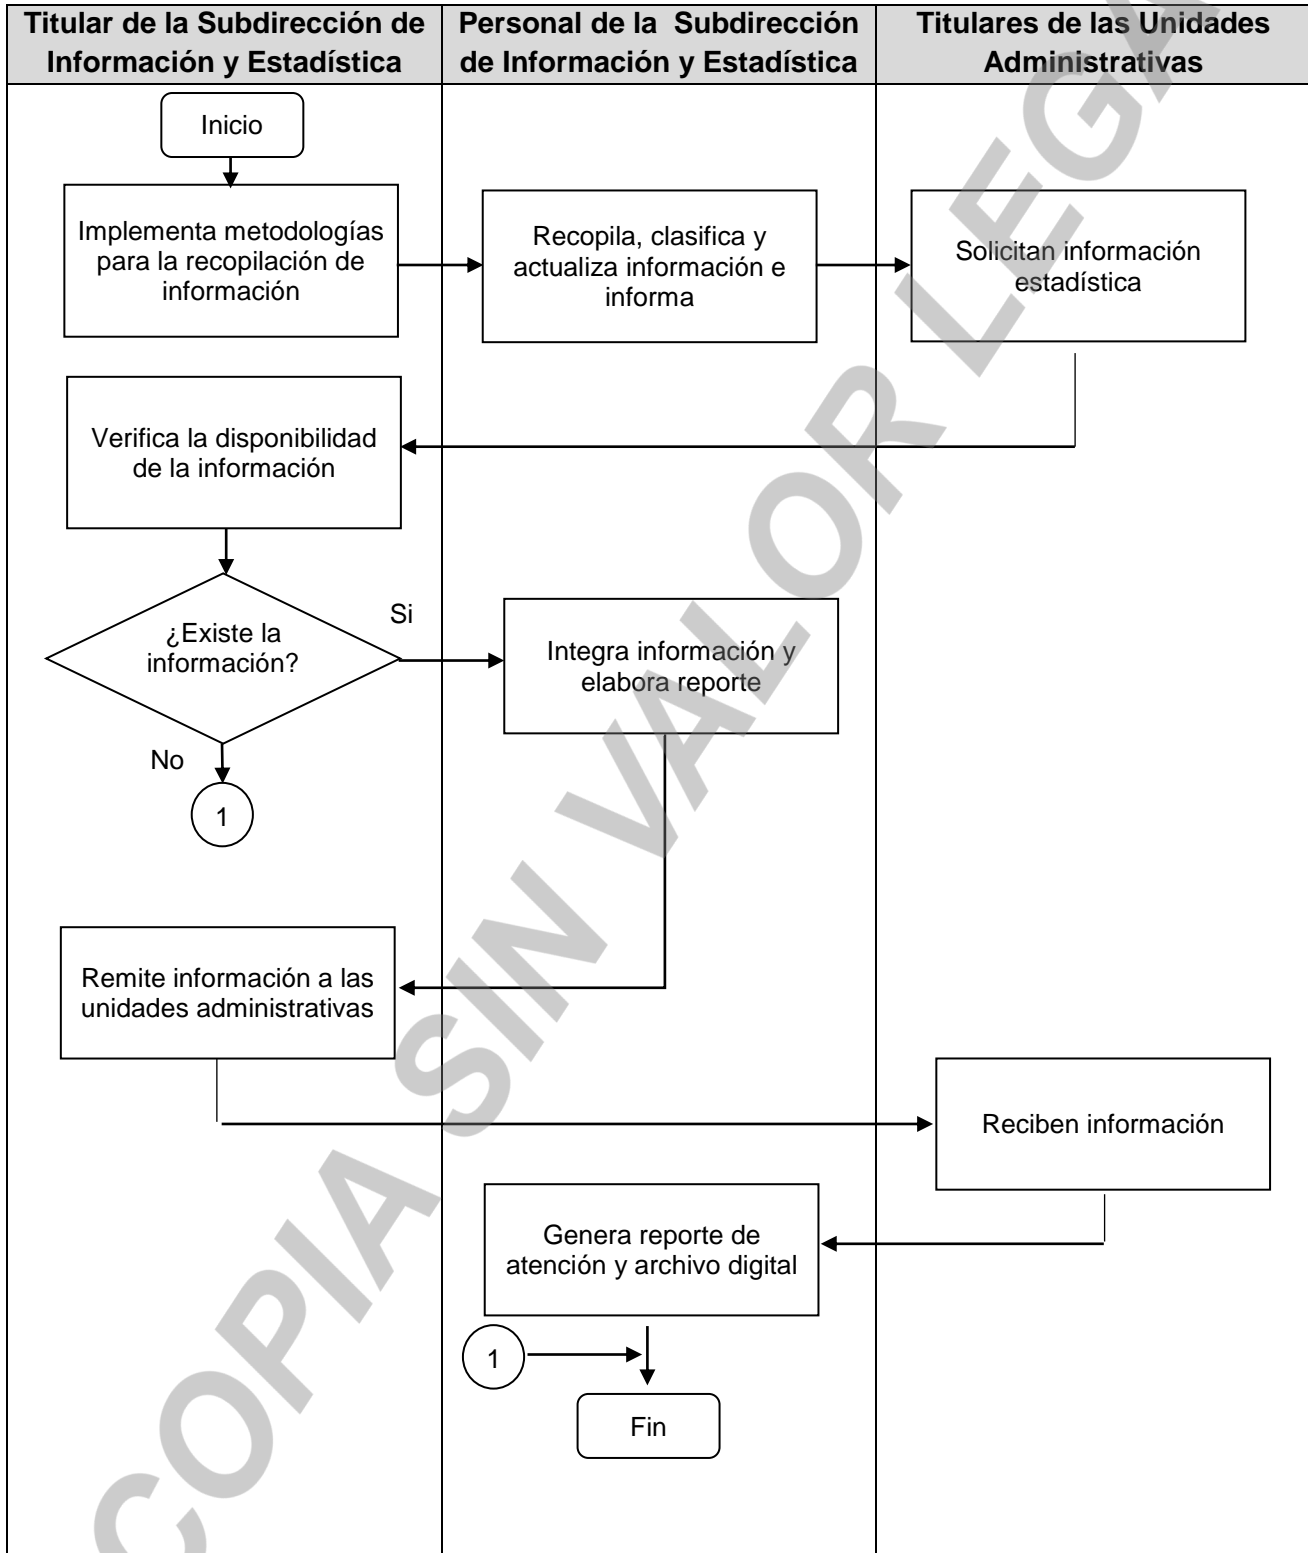 Titular de la Subdirección de
Información y Estadística
Personal de la Subdirección
de Información y Estadística
Titulares de las Unidades
Administrativas
Inicio
Implementa metodologías
para la recopilación de
información
Recopila, clasifica y
actualiza información e
informa
Solicitan información
estadística
Verifica la disponibilidad
de la información
¿Existe la
información?
Si
No
1
Integra información y
elabora reporte
Remite información a las
unidades administrativas
Reciben información
Genera reporte de
atención y archivo digital
1
Fin
COPIA SIN VALOR LEGA